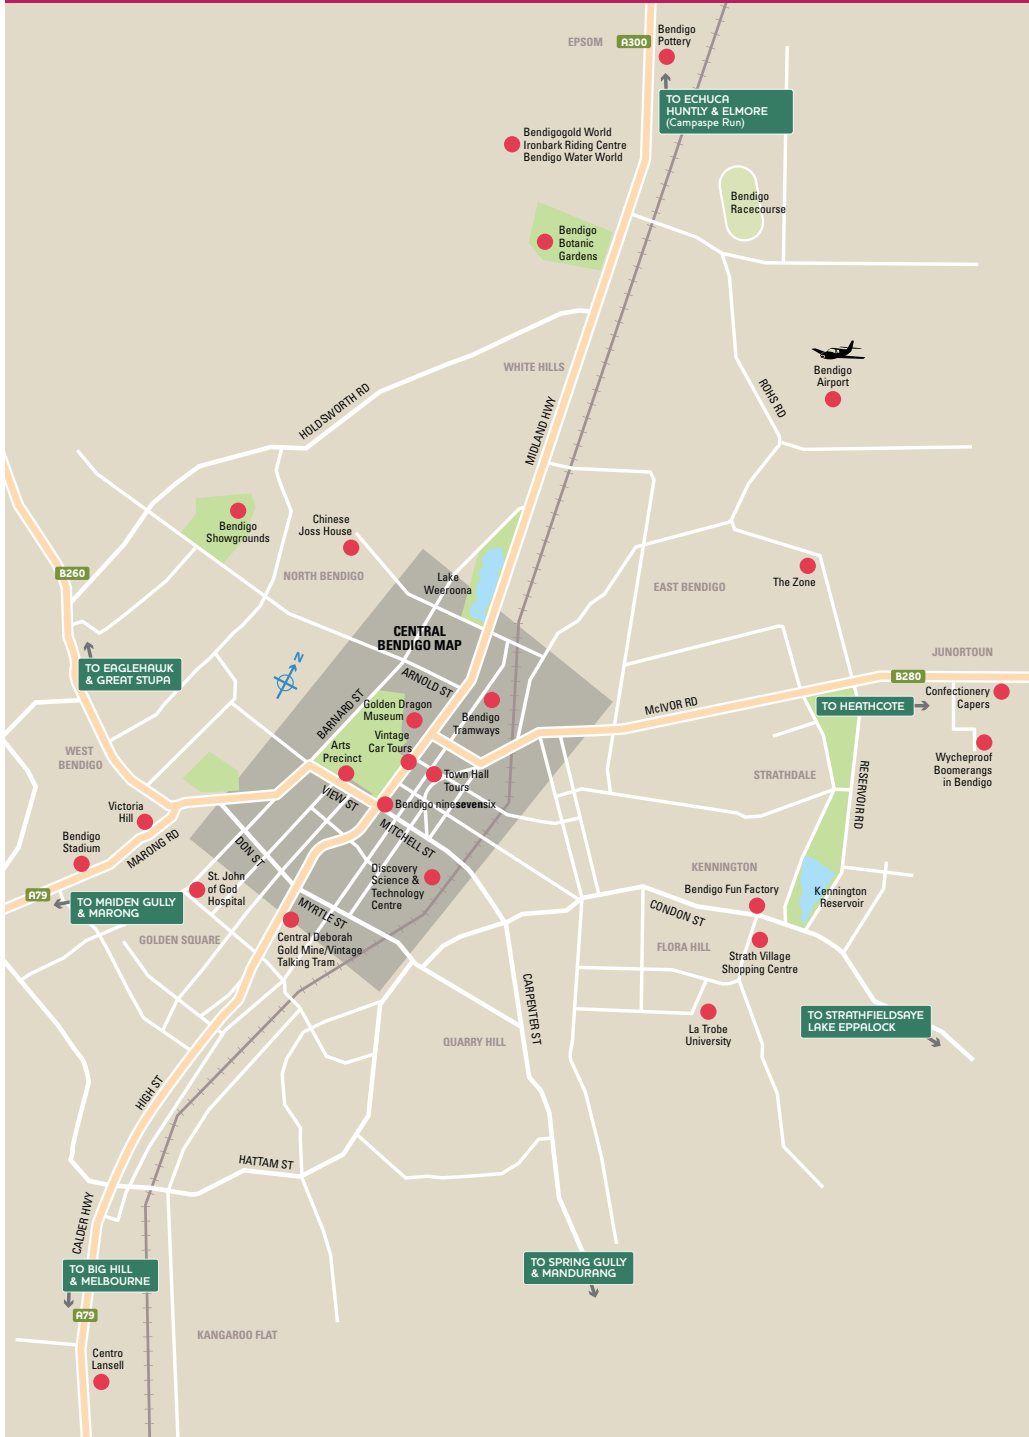 EPSOM
A300
Bendigo
Pottery
TO ECHUCA
HUNTLY & ELMORE
(Campaspe Run)
Bendigogold World
Ironbark Riding Centre
Bendigo Water World
Bendigo
Racecourse
Bendigo
Botanic
Gardens
WHITE HILLS
Bendigo
Airport
ROHS RD
HOLDSWORTH RD
MIDLAND HWY
Bendigo
Showgrounds
Chinese
Joss House
NORTH BENDIGO
B260
Lake
Weeroona
EAST BENDIGO
The Zone
CENTRAL
BENDIGO MAP
N
TO EAGLEHAWK
& GREAT STUPA
JUNORTOUN
B280
Confectionery
Capers
TO HEATHCOTE
ARNOLD ST
BARNARD ST
Golden Dragon
Museum
Bendigo
Tramways
McIVOR RD
Vintage
Car Tours
Arts
Precinct
Town Hall
Tours
WEST
BENDIGO
Wycheproof
Boomerangs
in Bendigo
STRATHDALE
RESERVOIR RD
VIEW ST
Bendigo ninesevensix
Victoria
Hill
Bendigo
Stadium
MARONG RD
DON ST
MITCHELL ST
Discovery
Science &
Technology
Centre
KENNINGTON
Bendigo Fun Factory
Kennington
Reservoir
St. John
of God
Hospital
A79
TO MAIDEN GULLY
& MARONG
MYRTLE ST
CONDON ST
GOLDEN SQUARE
Central Deborah
Gold Mine/Vintage
Talking Tram
FLORA HILL
Strath Village
Shopping Centre
CARPENTER ST
La Trobe
University
TO STRATHFIELDSAYE
LAKE EPPALOCK
QUARRY HILL
HIGH ST
HATTAM ST
CALDER HWY
TO BIG HILL
& MELBOURNE
TO SPRING GULLY
& MANDURANG
A79
KANGAROO FLAT
Centro
Lansell